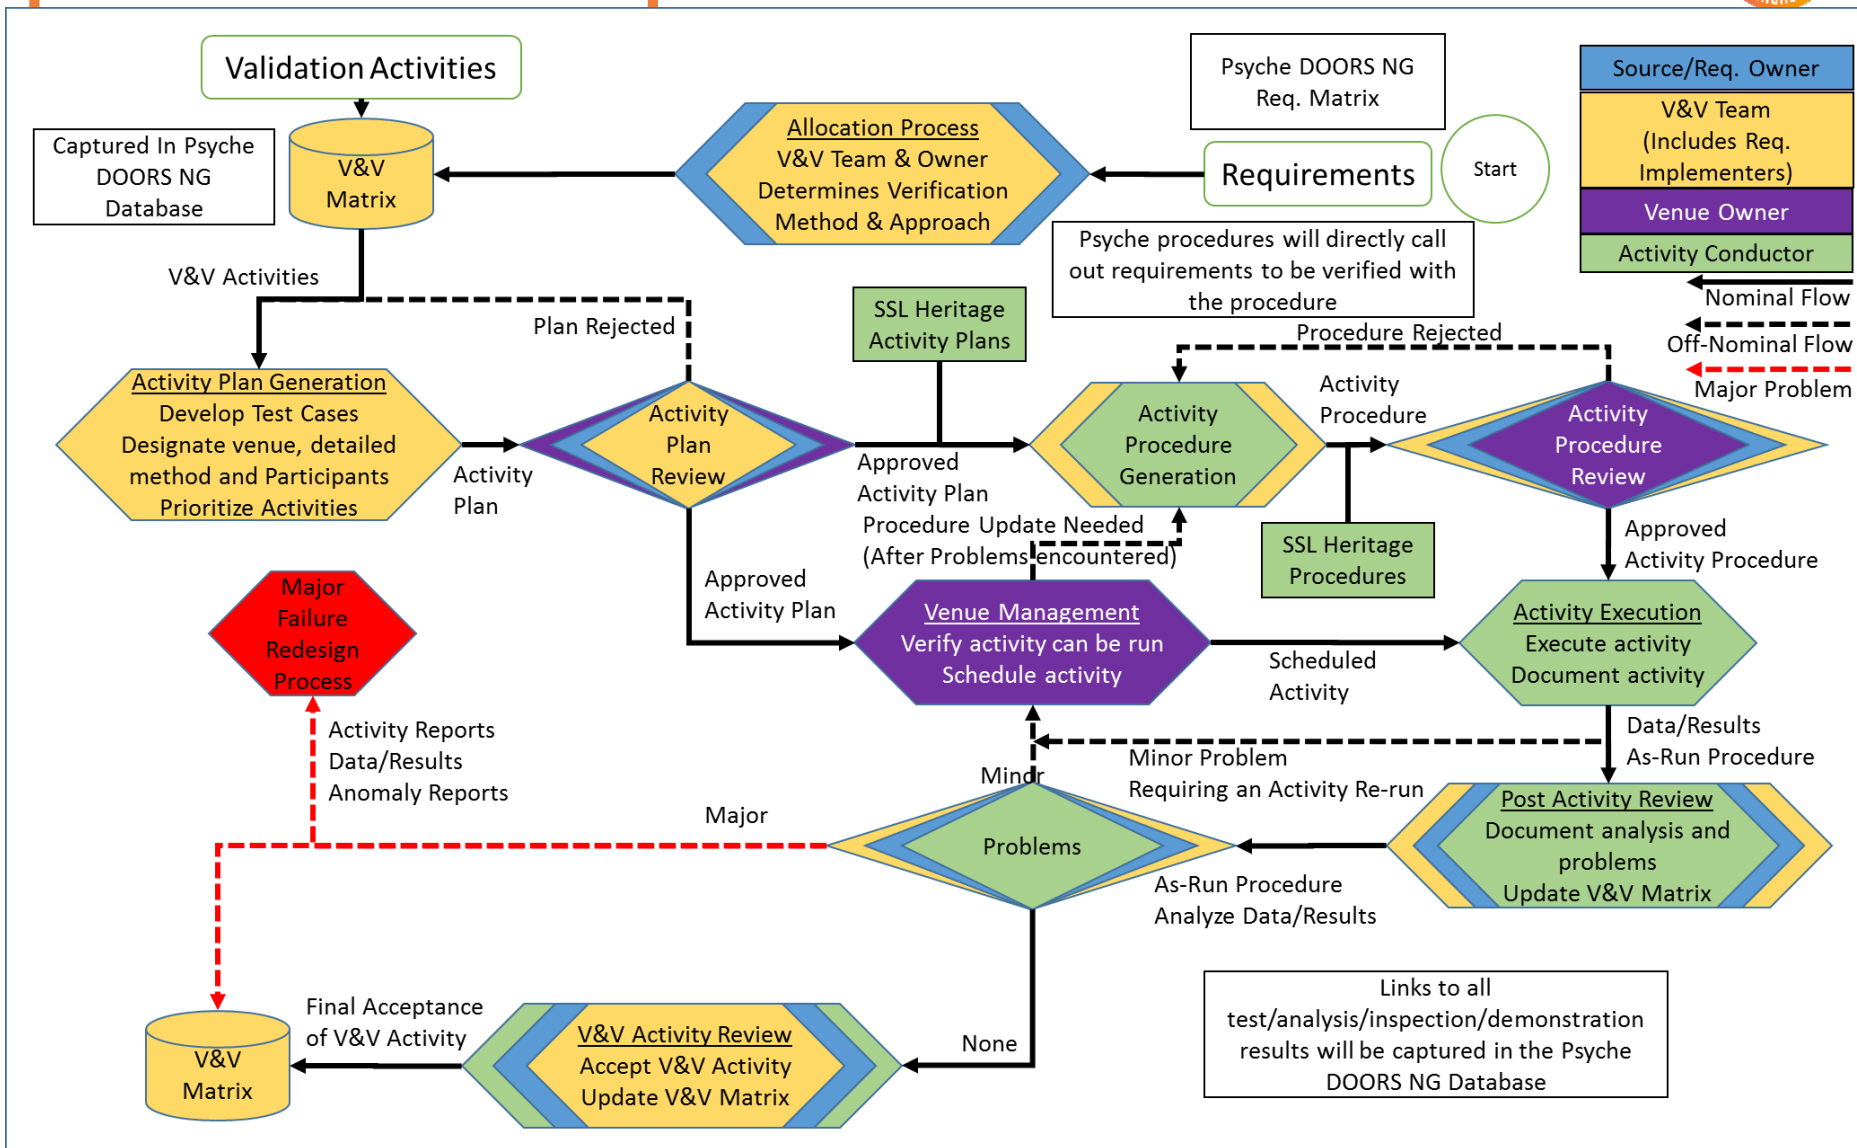 Validation Activities
Captured In Psyche
DOORS NG
Database
V&V
Matrix
Allocation Process
V&V Team & Owner
Determines Verification
Method & Approach
Psyche DOORS NG
Req. Matrix
Requirements
Start
Source/Req. Owner
V&V Team
(Includes Req.
Implementers)
Venue Owner
Activity Conductor
Nominal Flow
Off-Nominal Flow
Major Problem
Psyche procedures will directly call
out requirements to be verified with
the procedure
V&V Activities
Plan Rejected
SSL Heritage
Activity Plans
Procedure Rejected
Activity Plan Generation
Develop Test Cases
Designate venue, detailed
method and Participants
Prioritize Activities
Activity
Plan
Activity
Plan
Review
Approved
Activity Plan
Procedure Update Needed
(After Problems encountered)
Activity
Procedure
Generation
Activity
Procedure
Activity
Procedure
Review
SSL Heritage
Procedures
Approved
Activity Procedure
Approved
Activity Plan
Major
Failure
Redesign
Process
Venue Management
Verify activity can be run
Schedule activity
Scheduled
Activity
Activity Execution
Execute activity
Document activity
Activity Reports
Data/Results
Anomaly Reports
Minor Problem
Requiring an Activity Re-run
Data/Results
As-Run Procedure
Minor
Major
Problems
Post Activity Review
Document analysis and
problems
Update V&V Matrix
As-Run Procedure
Analyze Data/Results
None
Final Acceptance
of V&V Activity
V&V
Matrix
V&V Activity Review
Accept V&V Activity
Update V&V Matrix
Links to all
test/analysis/inspection/demonstration
results will be captured in the Psyche
DOORS NG Database